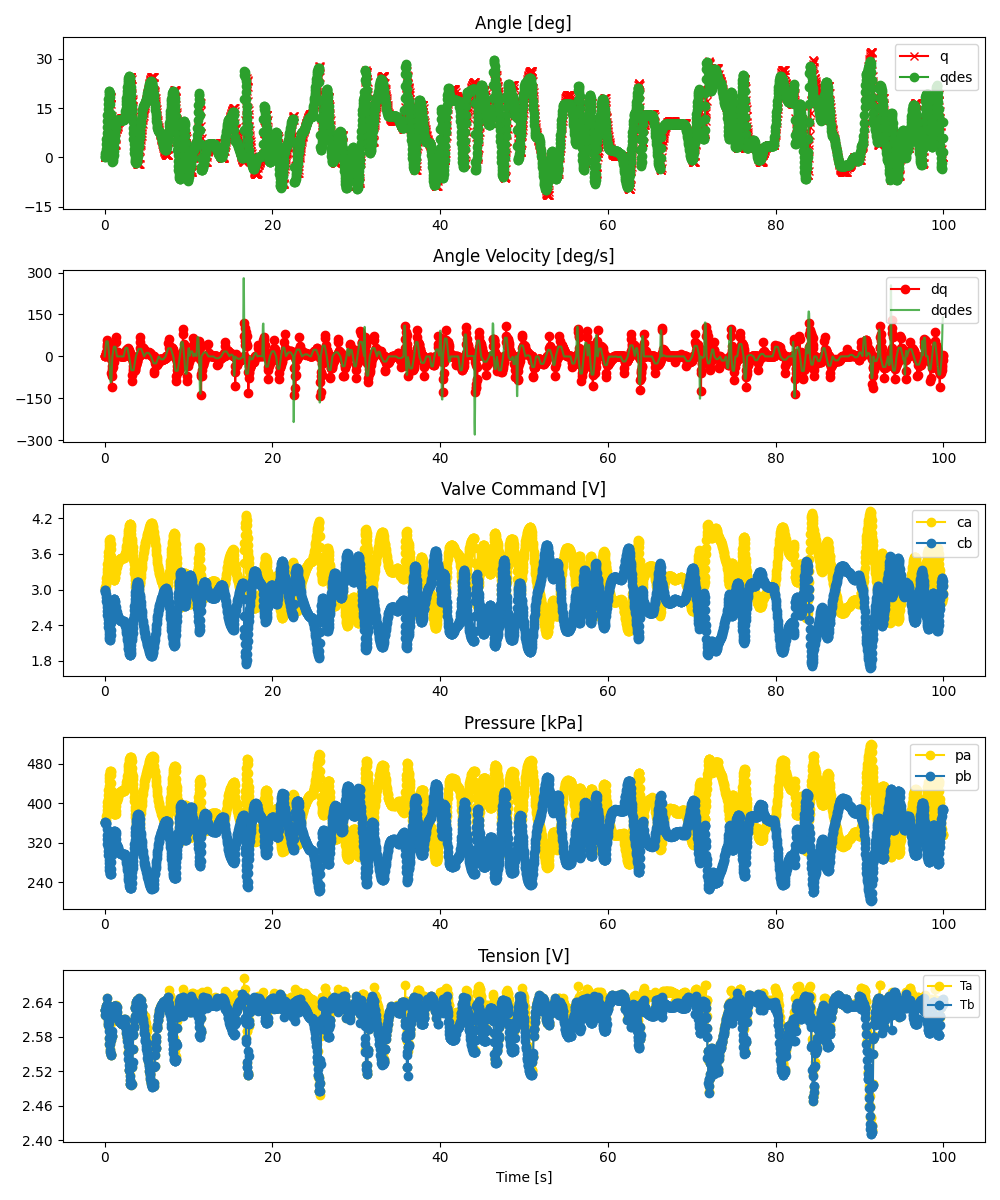 Angle [deg]
30
15
0
−15
q
qdes
0 20 40 60 80 100
Angle Velocity [deg/s]
300
150
0
−150
−300
dq
dqdes
0 20 40 60 80 100
Valve Command [V]
4.2
3.6
3.0
2.4
1.8
ca
cb
0 20 40 60 80 100
Pressure [kPa]
480
400
320
240
pa
pb
0 20 40 60 80 100
Tension [V]
2.64
2.58
2.52
2.46
2.40
Ta
Tb
0 20 40 60 80 100
Time [s]